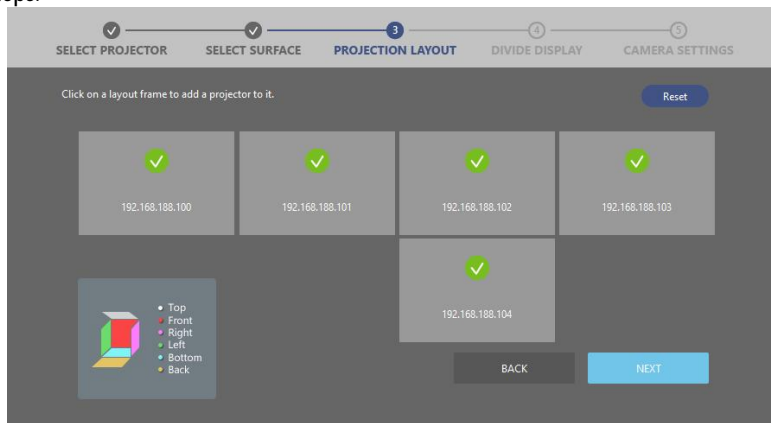 3 4 5
SELECT PROJECTOR SELECT SURFACE PROJECTION LAYOUT DIVIDE DISPLAY CAMERA SETTINGS
Click on a layout frame to add a projector to it. Reset
192.168.188.100 192.168.188.101 192.168.188.102 192.168.188.103
192.168.188.104
Top
Front
Right
Left
Bottom
Back
BACK NEXT